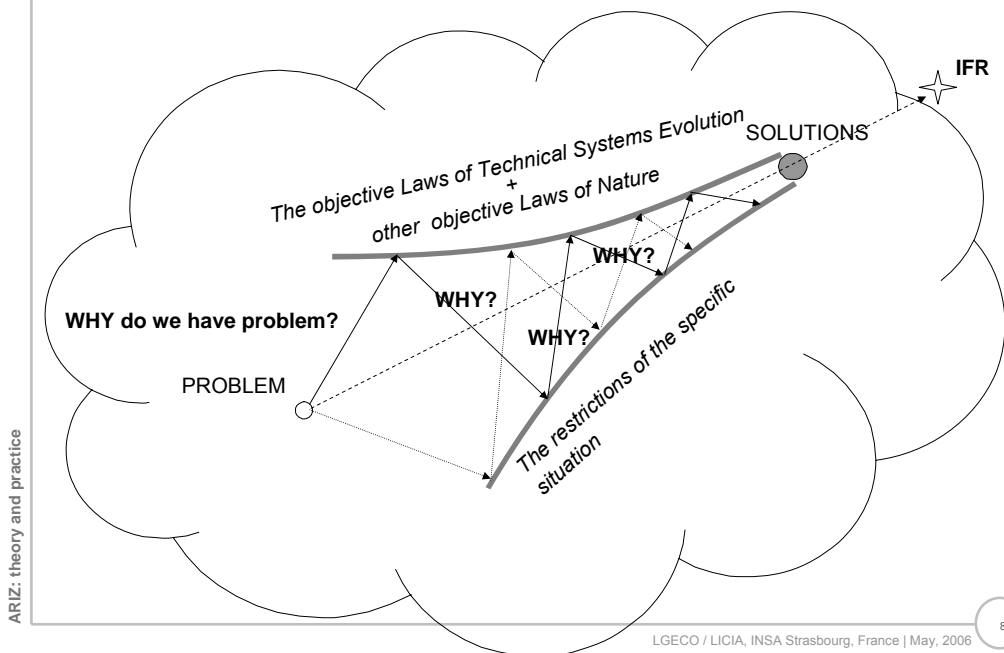 IFR
SOLUTIONS
The objective Laws of Technical Systems Evolution
+
other objective Laws of Nature
WHY?
WHY?
WHY do we have problem?
WHY?
PROBLEM
The restrictions of the specific
situation
ARIZ: theory and practice
LGECO / LICIA, INSA Strasbourg, France | May, 2006
8